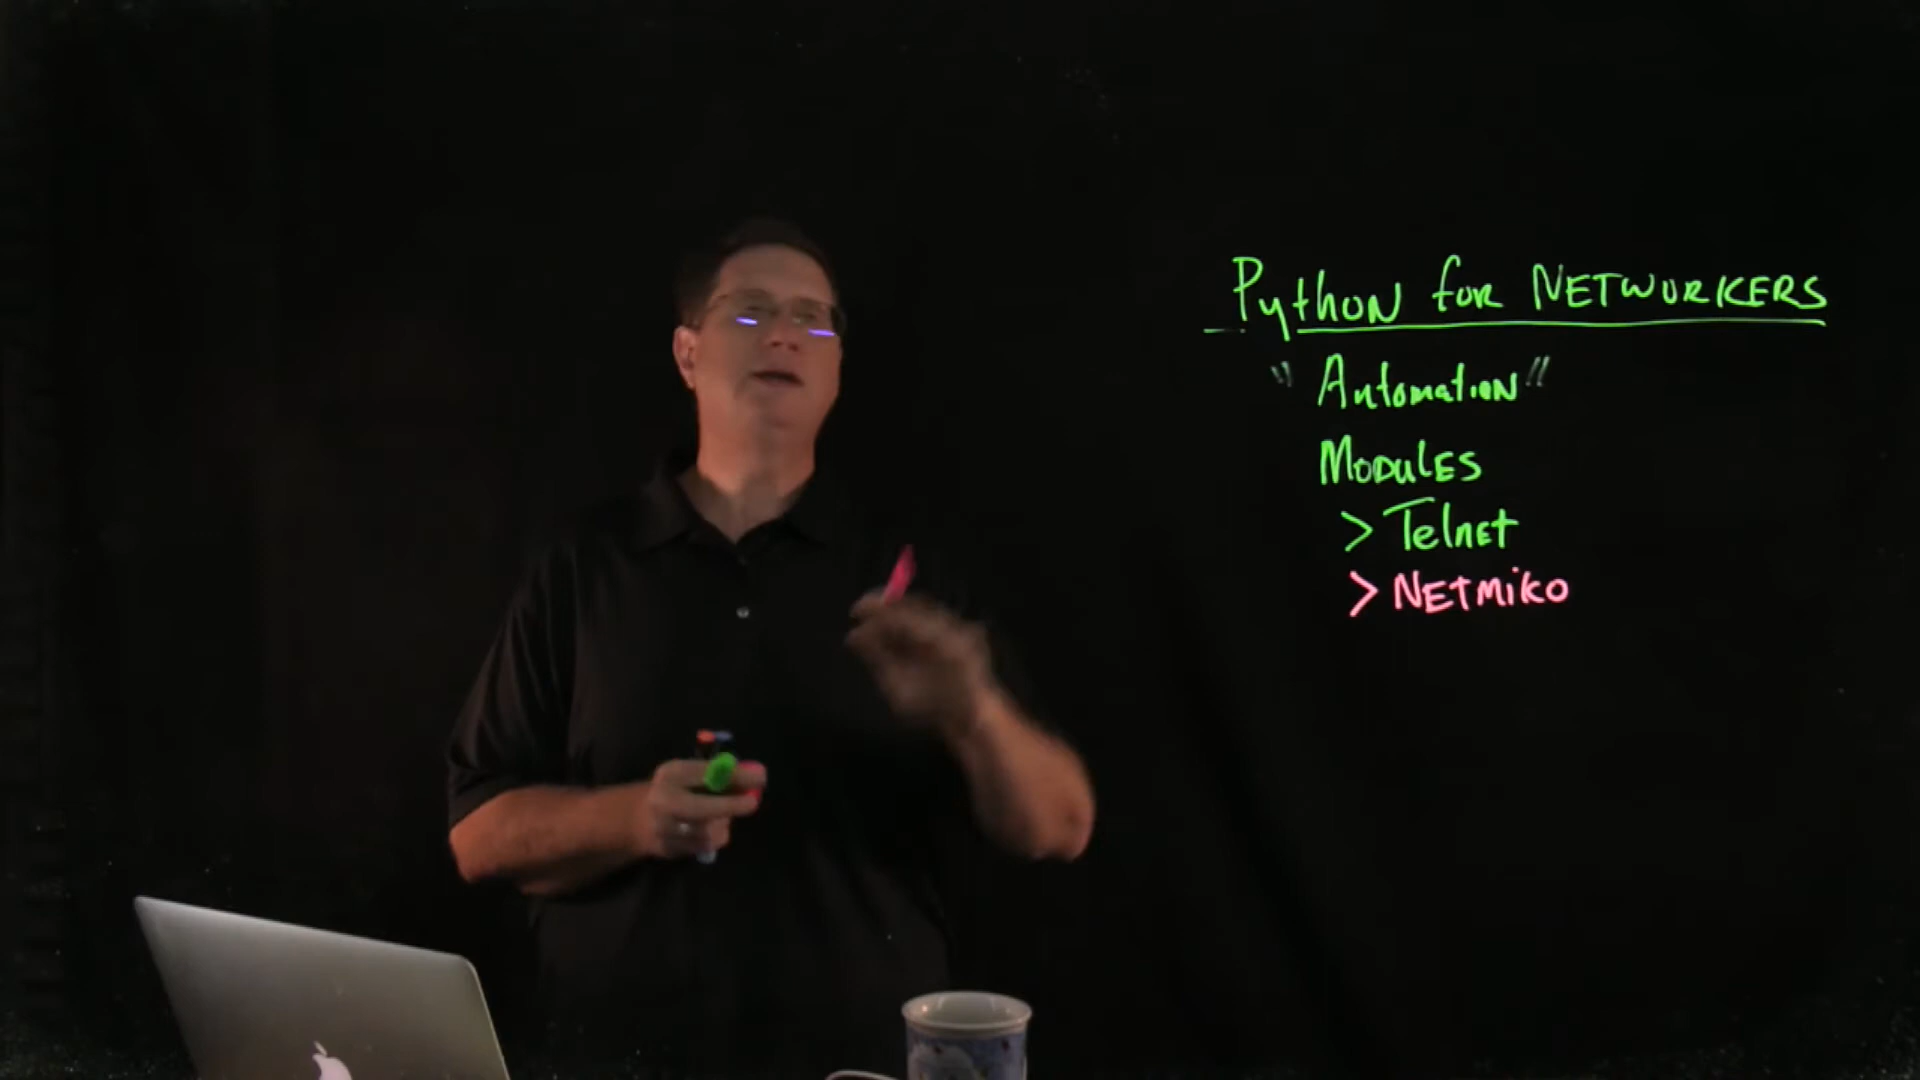 Python for NETWORKERS
"Automation"
Modules
> Telnet
> NETmiko